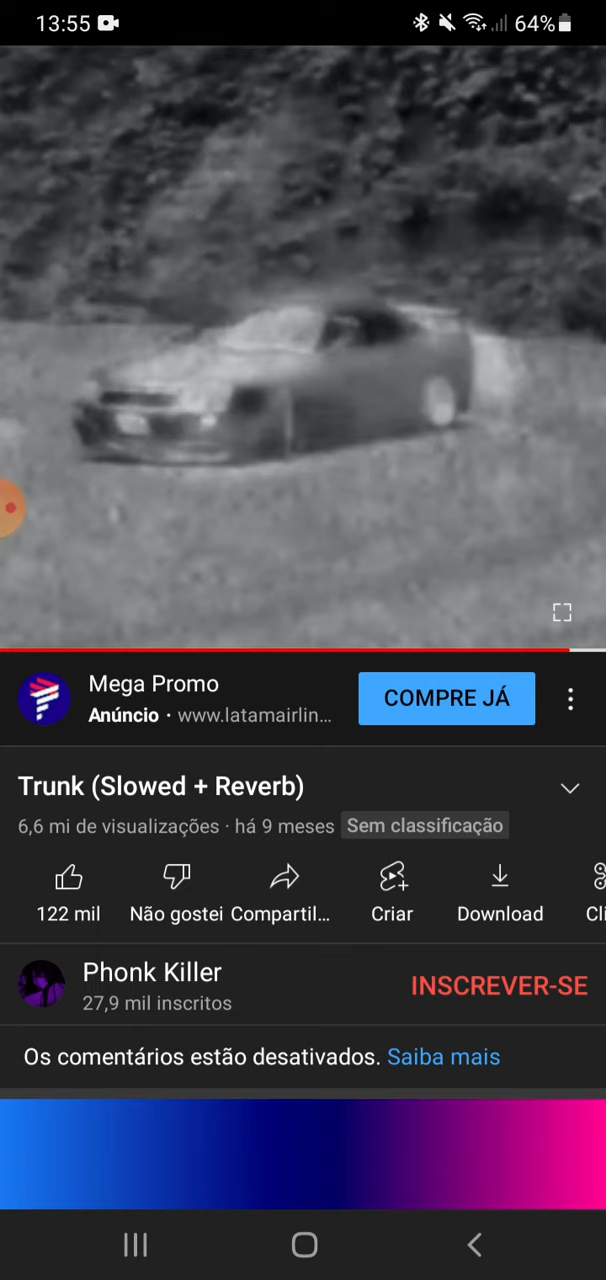 13:55 64%
Mega Promo
Anúncio · www.latamairlin...
COMPRE JÁ
Trunk (Slowed + Reverb)
6,6 mi de visualizações · há 9 meses Sem classificação
122 mil Não gostei Compartil... Criar Download Cli
Phonk Killer
27,9 mil inscritos
INSCREVER-SE
Os comentários estão desativados. Saiba mais